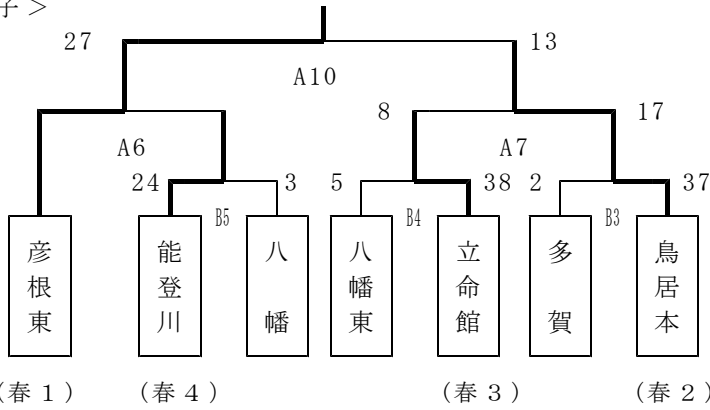 子 >
27 13
A10
8 17
A6 A7
24 3 5 38 2 37
B5 B4 B3
彦根東
能登川
八幡
八幡東
立命館
多賀
鳥居本
(春 1 ) (春 4 ) (春 3 ) (春 2 )